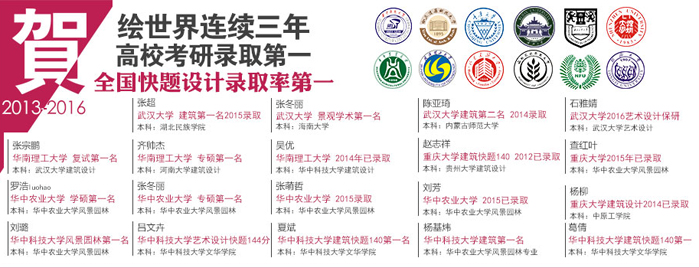 賀
绘世界连续三年
高校考研录取第一
全国快题设计录取率第一
2013-2016
张超
武汉大学 建筑第一名2015录取
本科：湖北民族学院
张冬丽
武汉大学 景观学术第一名
本科：海南大学
陈亚琦
武汉大学建筑第二名 2014录取
本科：内蒙古师范大学
石雅婧
武汉大学2016艺术设计保研
本科：武汉大学艺术设计
张宗鹏
华南理工大学 复试第一名
本科：武汉大学建筑设计
齐帅杰
华南理工大学 专硕第一名
本科：河南大学建筑设计
吴优
华南理工大学 2014年已录取
本科：华中科技大学建筑设计
赵志祥
重庆大学建筑快题140 2012已录取
本科：贵州大学建筑设计
查红叶
重庆大学2015年已录取
本科：华中农业大学风景园林
罗浩luohao
华中农业大学 学硕第一名
本科：华中农业大学风景园林
张冬丽
华中农业大学 专硕第一名
本科：华中农业大学风景园林
张萌哲
华中农业大学 2015录取
本科：华中农业大学风景园林
刘芳
华中农业大学 2015已录取
本科：华中农业大学风景园林
杨柳
重庆大学建筑设计2014已录取
本科：中原工学院
刘璐
华中科技大学风景园林第一名
本科：华中农业大学风景园林
吕文卉
华中科技大学艺术设计快题144分
本科：华中科技大学文华学院
夏斌
华中科技大学建筑快题140第一名
本科：华中科技大学文华学院
杨基炜
华中科技大学建筑第一名
本科：华中农业大学风景园林专业
葛倩
华中科技大学建筑快题140第一
本科：华中科技大学文华学院